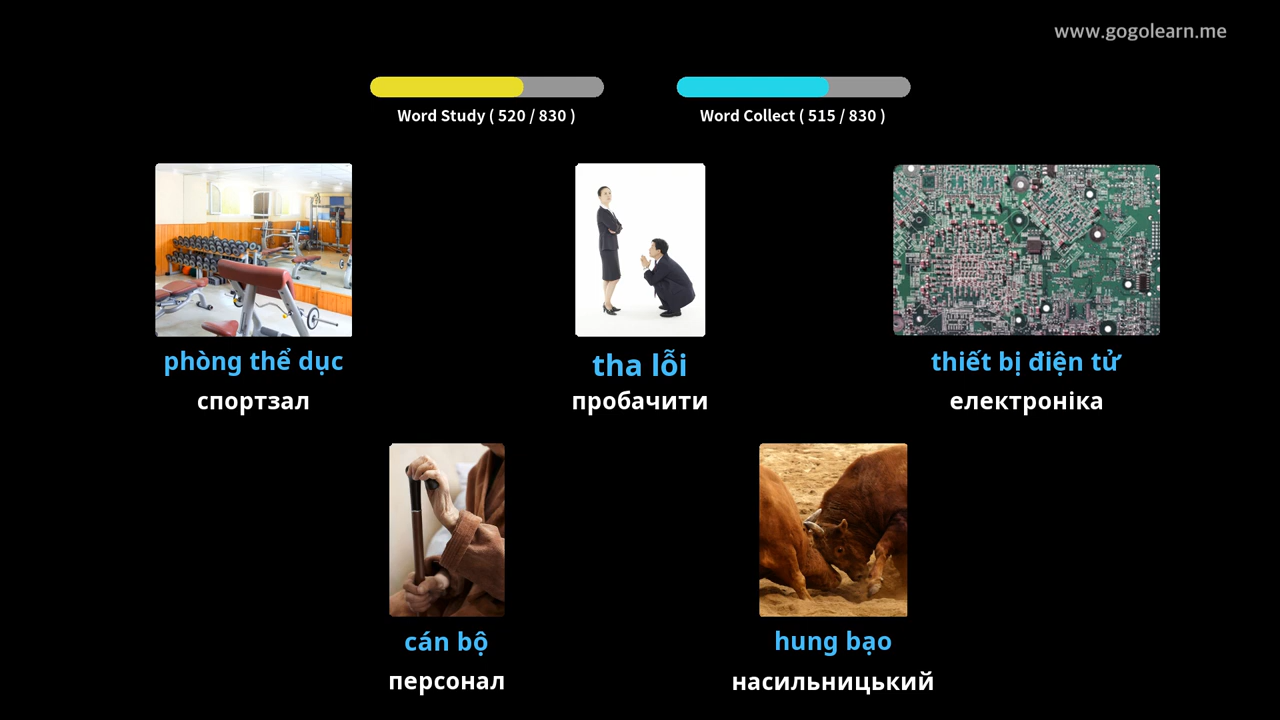 www.gogolearn.me
Word Study ( 520 / 830 )
Word Collect ( 515 / 830 )
phòng thể dục
спортзал
tha lỗi
пробачити
thiết bị điện tử
електроніка
cán bộ
персонал
hung bạo
насильницький